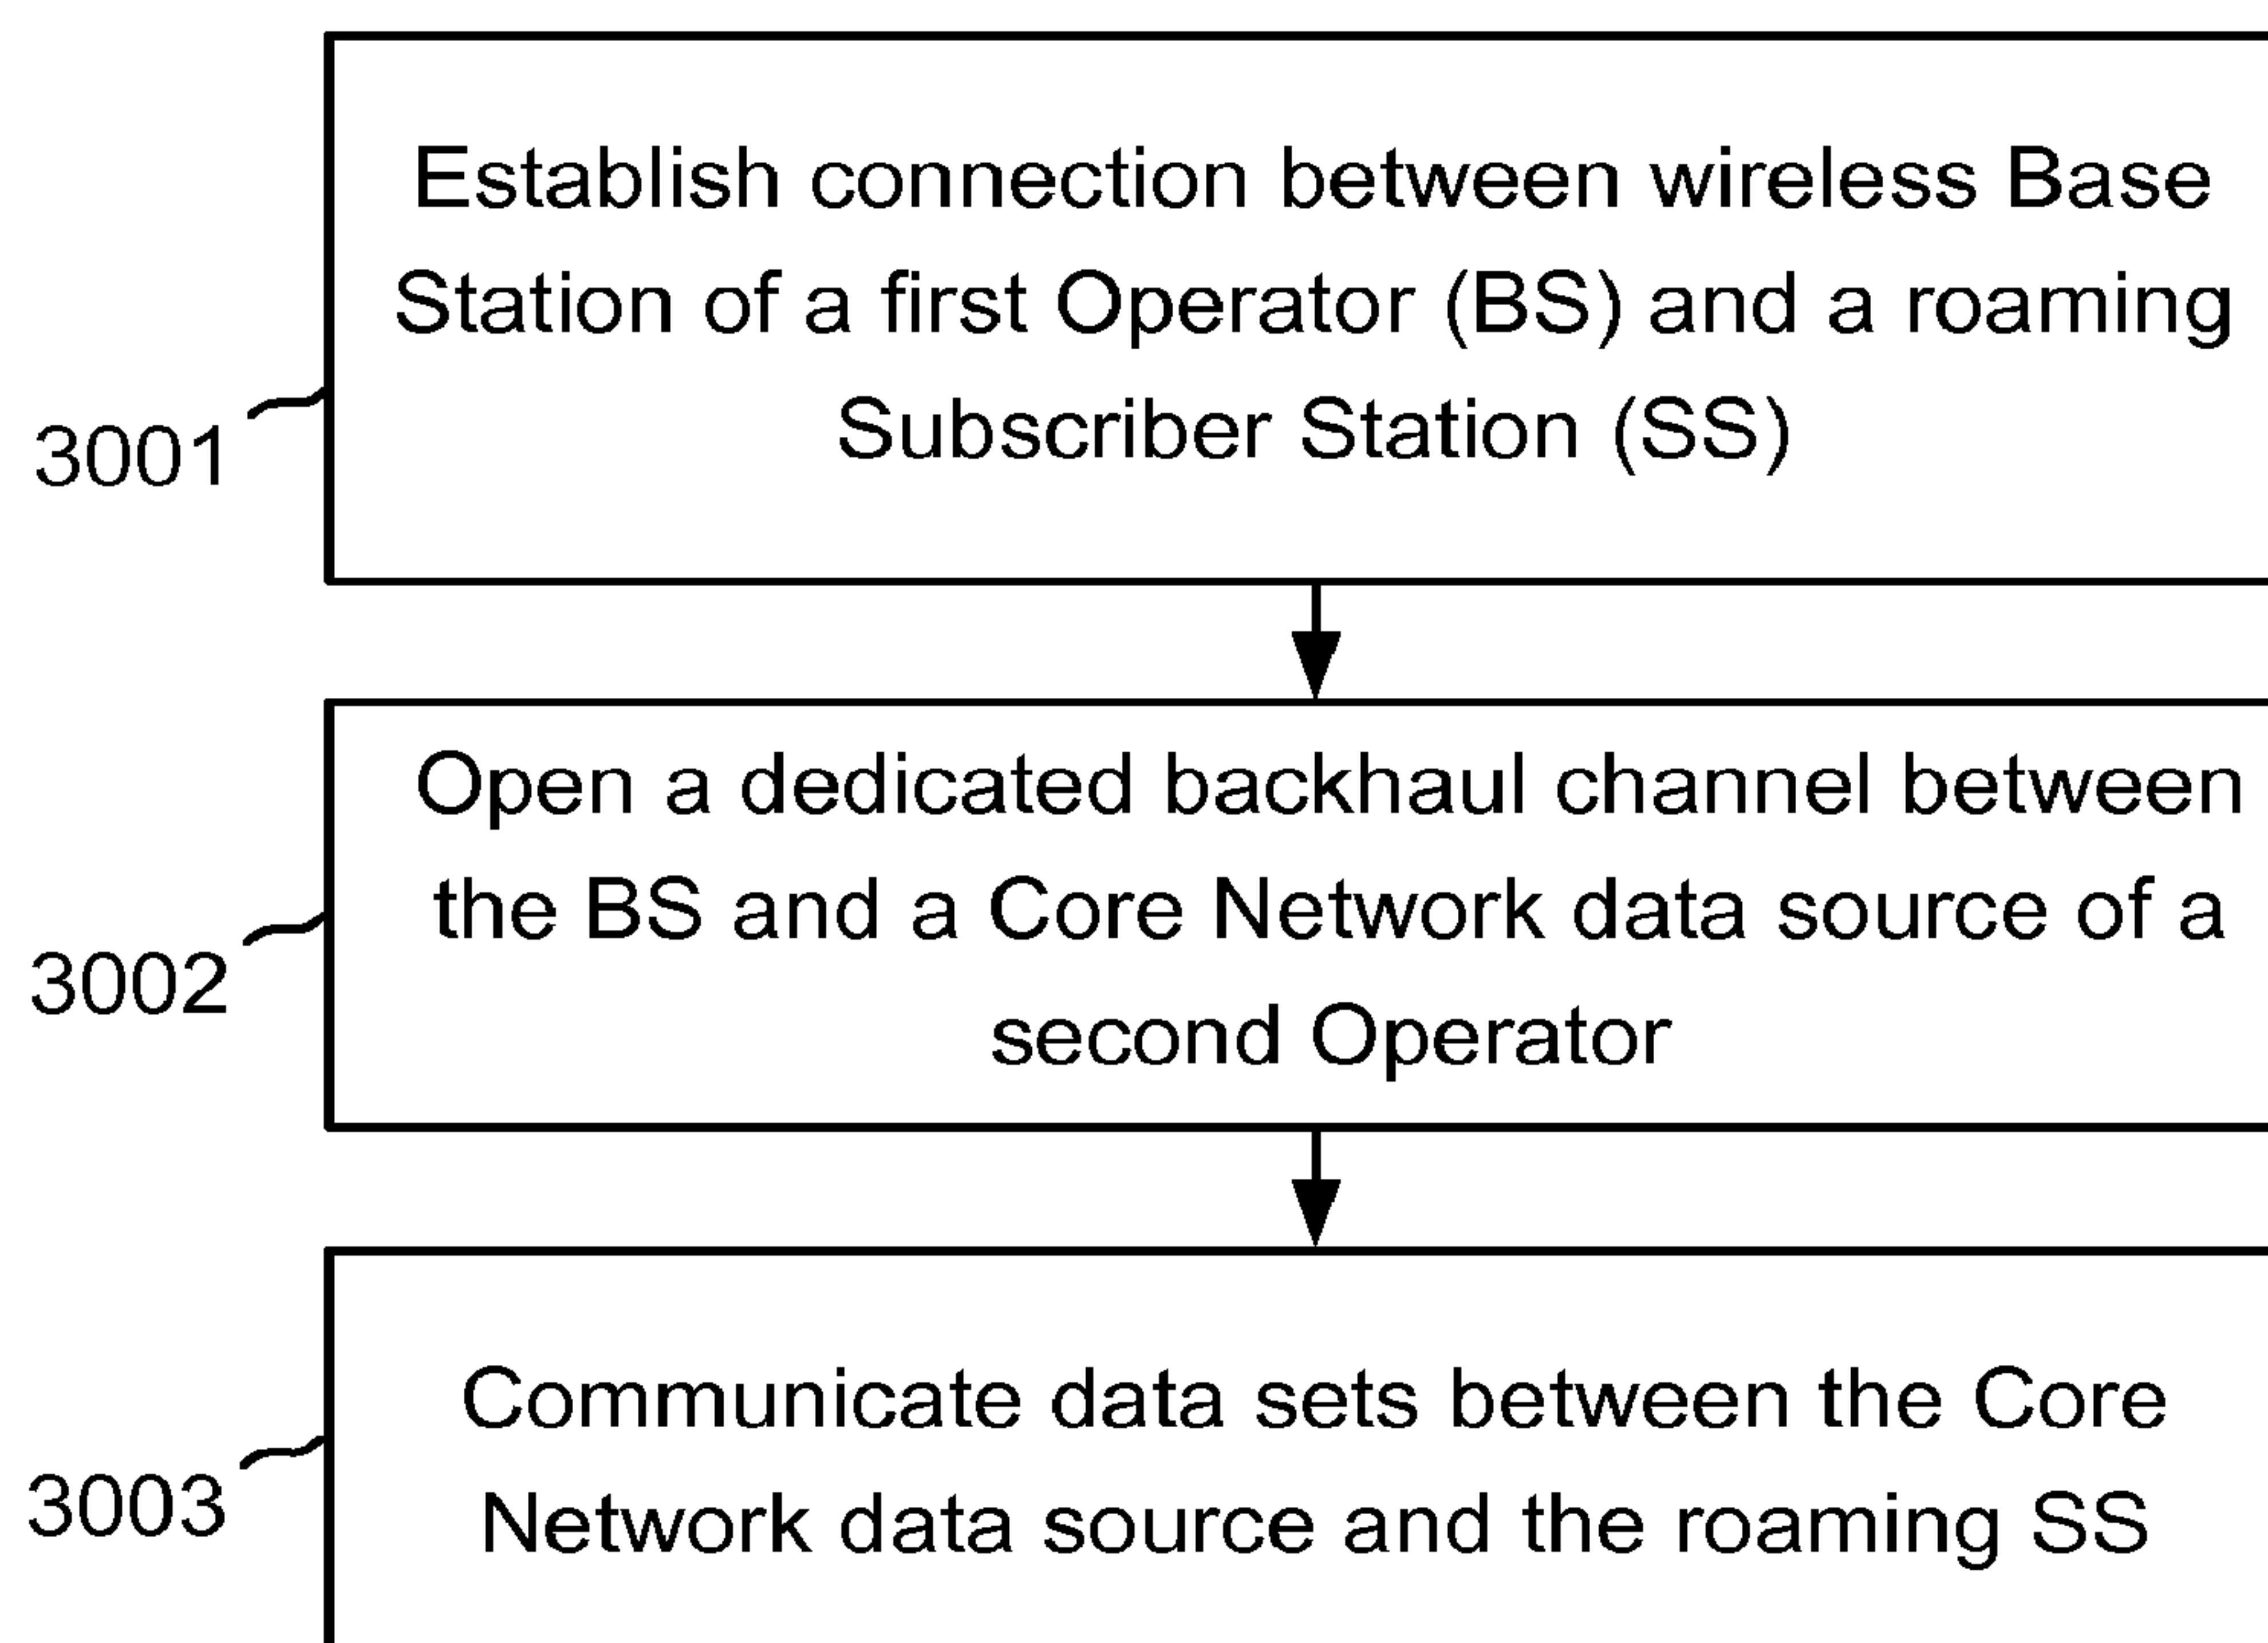 Establish connection between wireless Base
Station of a first Operator (BS) and a roaming
Subscriber Station (SS)
3001
Open a dedicated backhaul channel between
the BS and a Core Network data source of a
second Operator
3002
Communicate data sets between the Core
Network data source and the roaming SS
3003